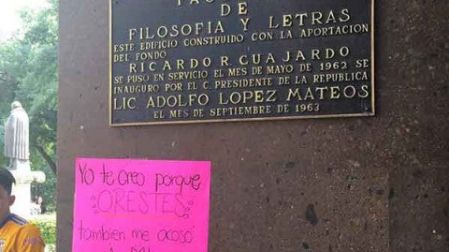 DE
FILOSOFIA Y LETRAS
ESTE EDIFICIO CONSTRUIDO CON LA APORTACION
DEL FONDO
RICARDO R. GUAJARDO
SE PUSO EN SERVICIO EL MES DE MAYO DE 1962 SE
INAUGURO POR EL C. PRESIDENTE DE LA REPUBLICA
LIC ADOLFO LOPEZ MATEOS
EL MES DE SEPTIEMBRE DE 1963
Yo te creo porque
ORESTES
también me acosó